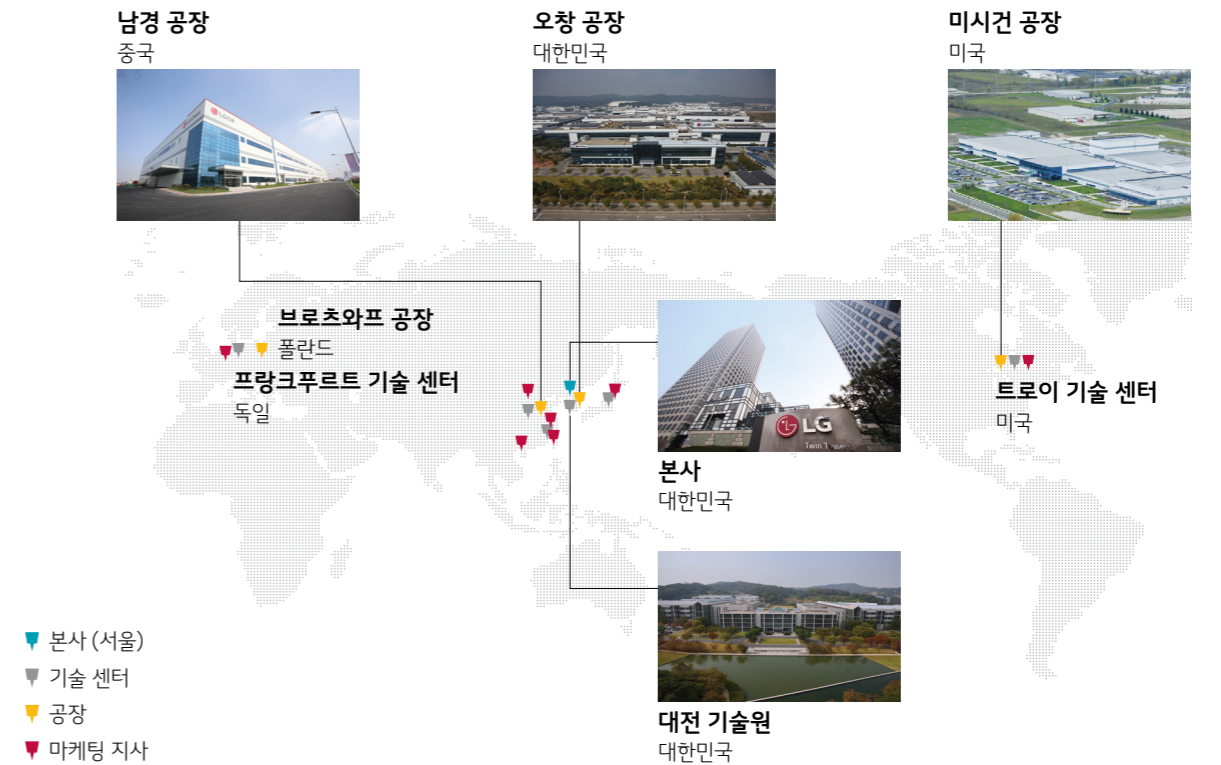 남경 공장
중국
오창 공장
대한민국
미시건 공장
미국
브로츠와프 공장
폴란드
프랑크푸르트 기술 센터
독일
트로이 기술 센터
미국
LG
본사
대한민국
대전 기술원
대한민국
본사 (서울)
기술 센터
공장
마케팅 지사